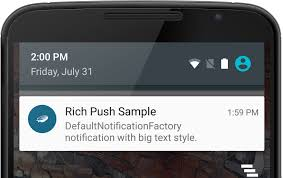 2:00 PM
Friday, July 31
Rich Push Sample 1:59 PM
DefaultNotificationFactory
notification with big text style.